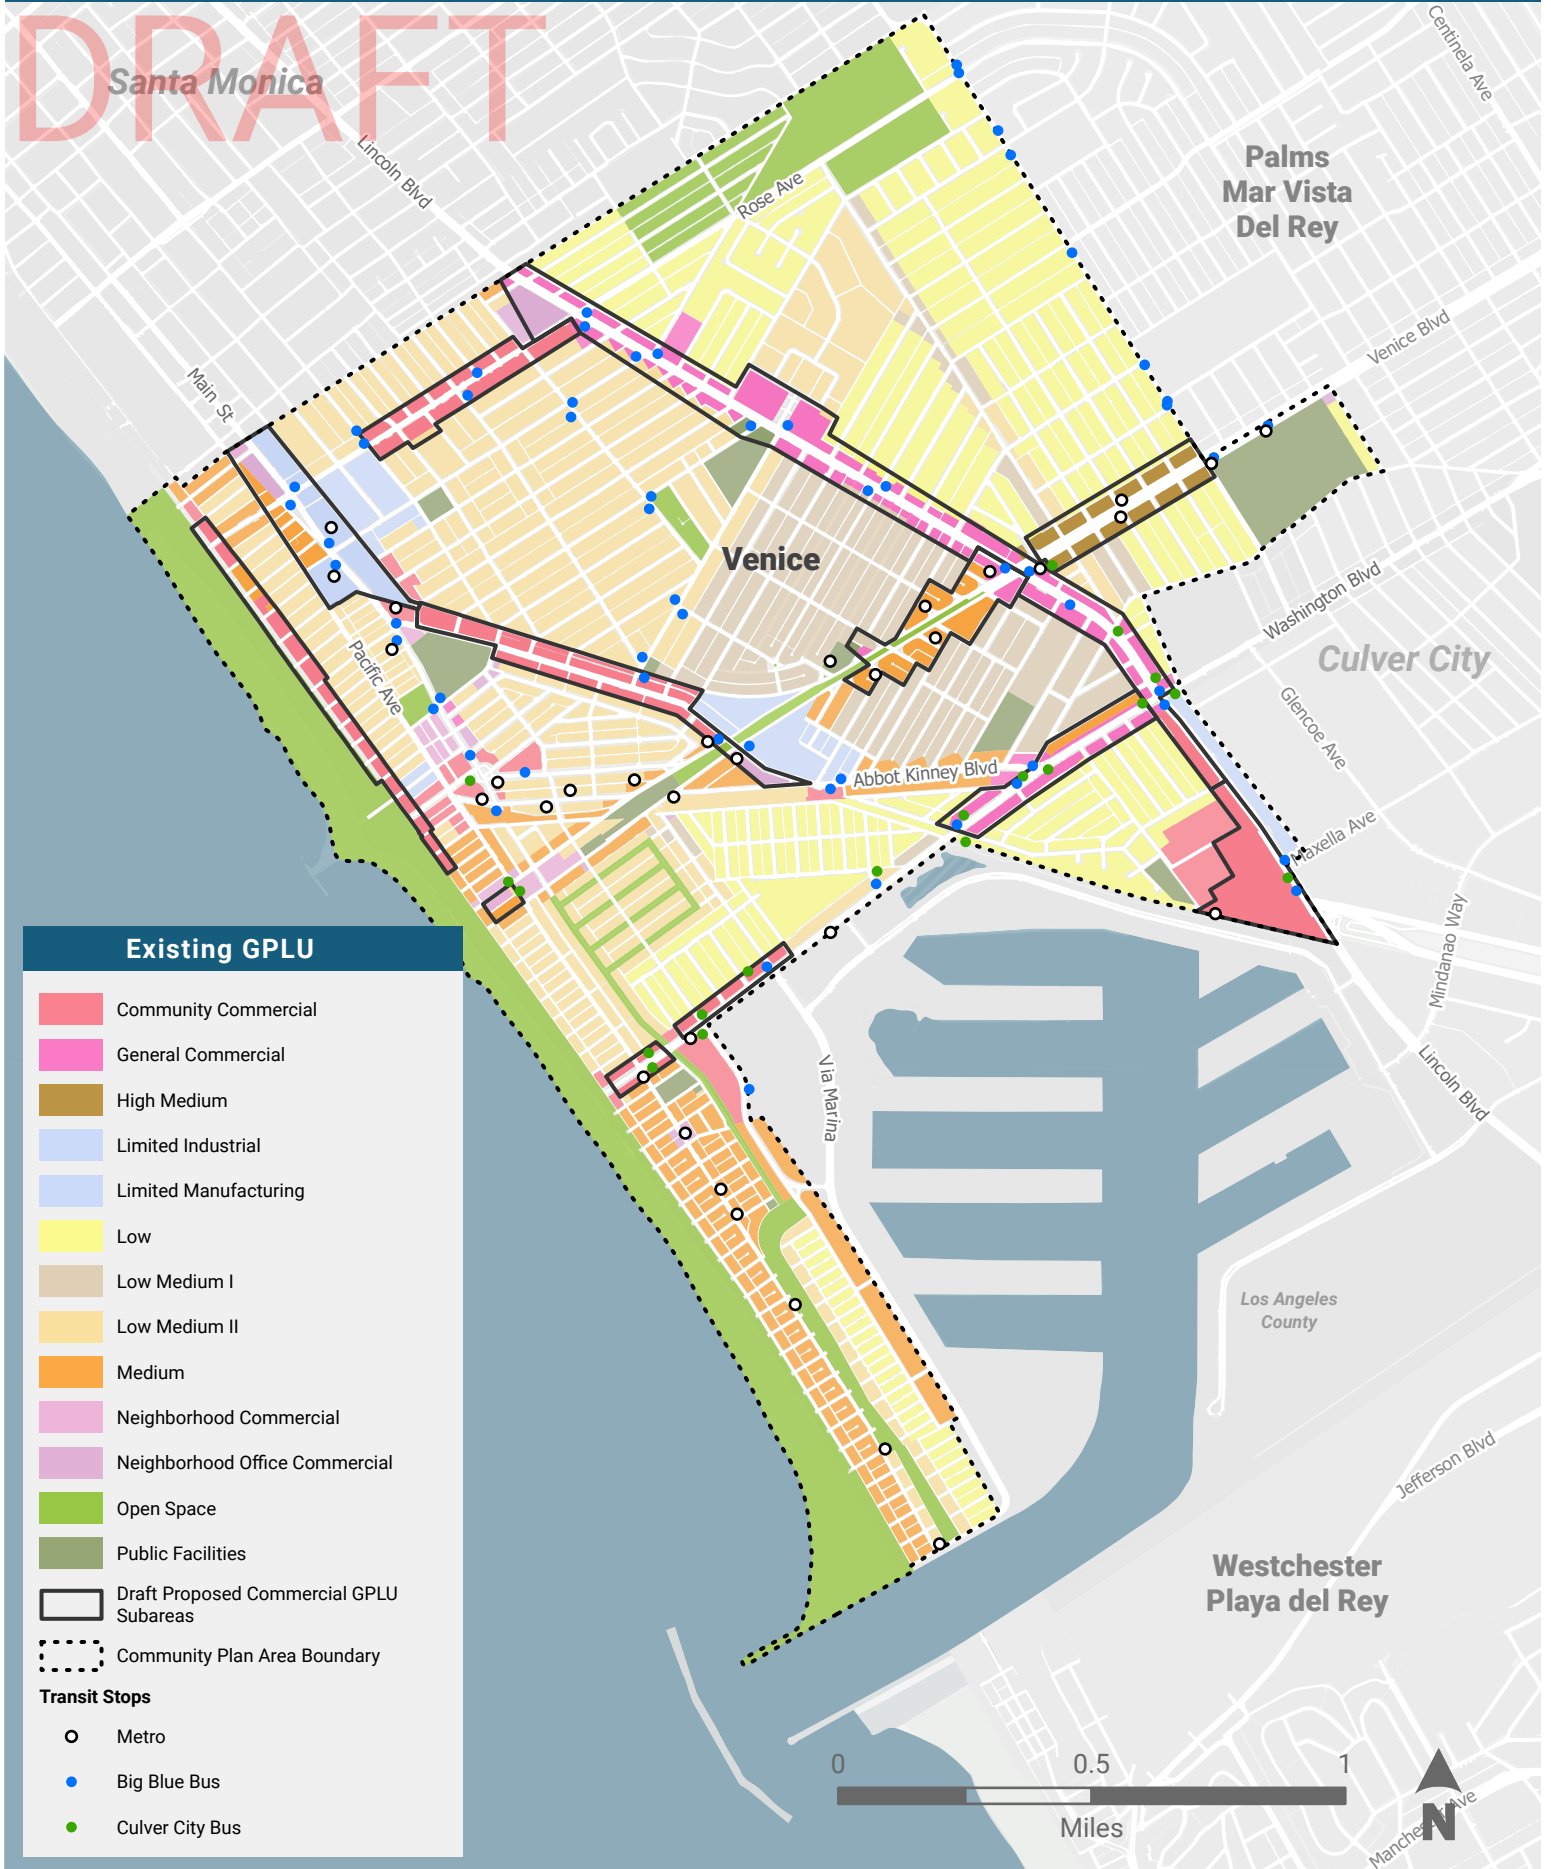 DRAFT
Santa Monica
Centinela Ave
Lincoln Blvd
Palms
Mar Vista
Del Rey
Rose Ave
Venice Blvd
Main St
Venice
Washington Blvd
Culver City
Pacific Ave
Glencoe Ave
Abbot Kinney Blvd
Maxella Ave
Mindanao Way
Via Marina
Lincoln Blvd
Los Angeles
County
Jefferson Blvd
Westchester
Playa del Rey
Manchester Ave
Existing GPLU
Community Commercial
General Commercial
High Medium
Limited Industrial
Limited Manufacturing
Low
Low Medium I
Low Medium II
Medium
Neighborhood Commercial
Neighborhood Office Commercial
Open Space
Public Facilities
Draft Proposed Commercial GPLU
Subareas
Community Plan Area Boundary
Transit Stops
Metro
Big Blue Bus
Culver City Bus
0 0.5 1
Miles
N